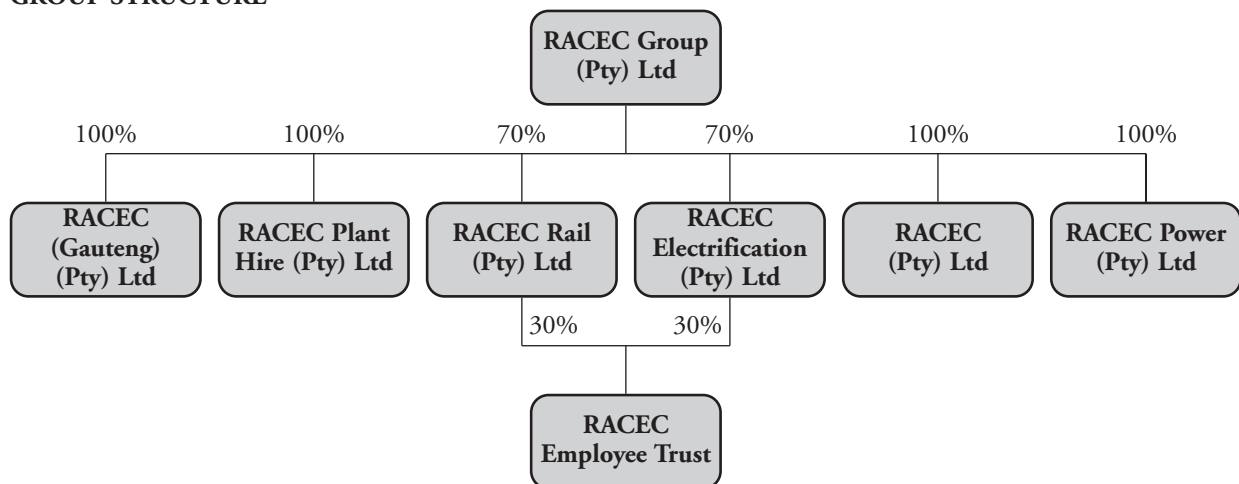 GROUP STRUCTURE
RACEC Group
(Pty) Ltd
100%
100%
70%
70%
100%
100%
RACEC
(Gauteng)
(Pty) Ltd
RACEC Plant
Hire (Pty) Ltd
RACEC Rail
(Pty) Ltd
RACEC
Electrification
(Pty) Ltd
RACEC
(Pty) Ltd
RACEC Power
(Pty) Ltd
30%
30%
RACEC
Employee Trust